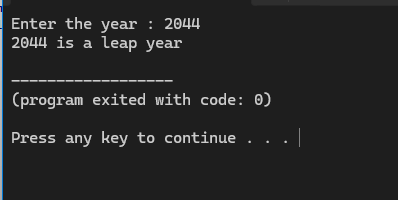 Enter the year : 2044
2044 is a leap year
------------------
(program exited with code: 0)
Press any key to continue . . .